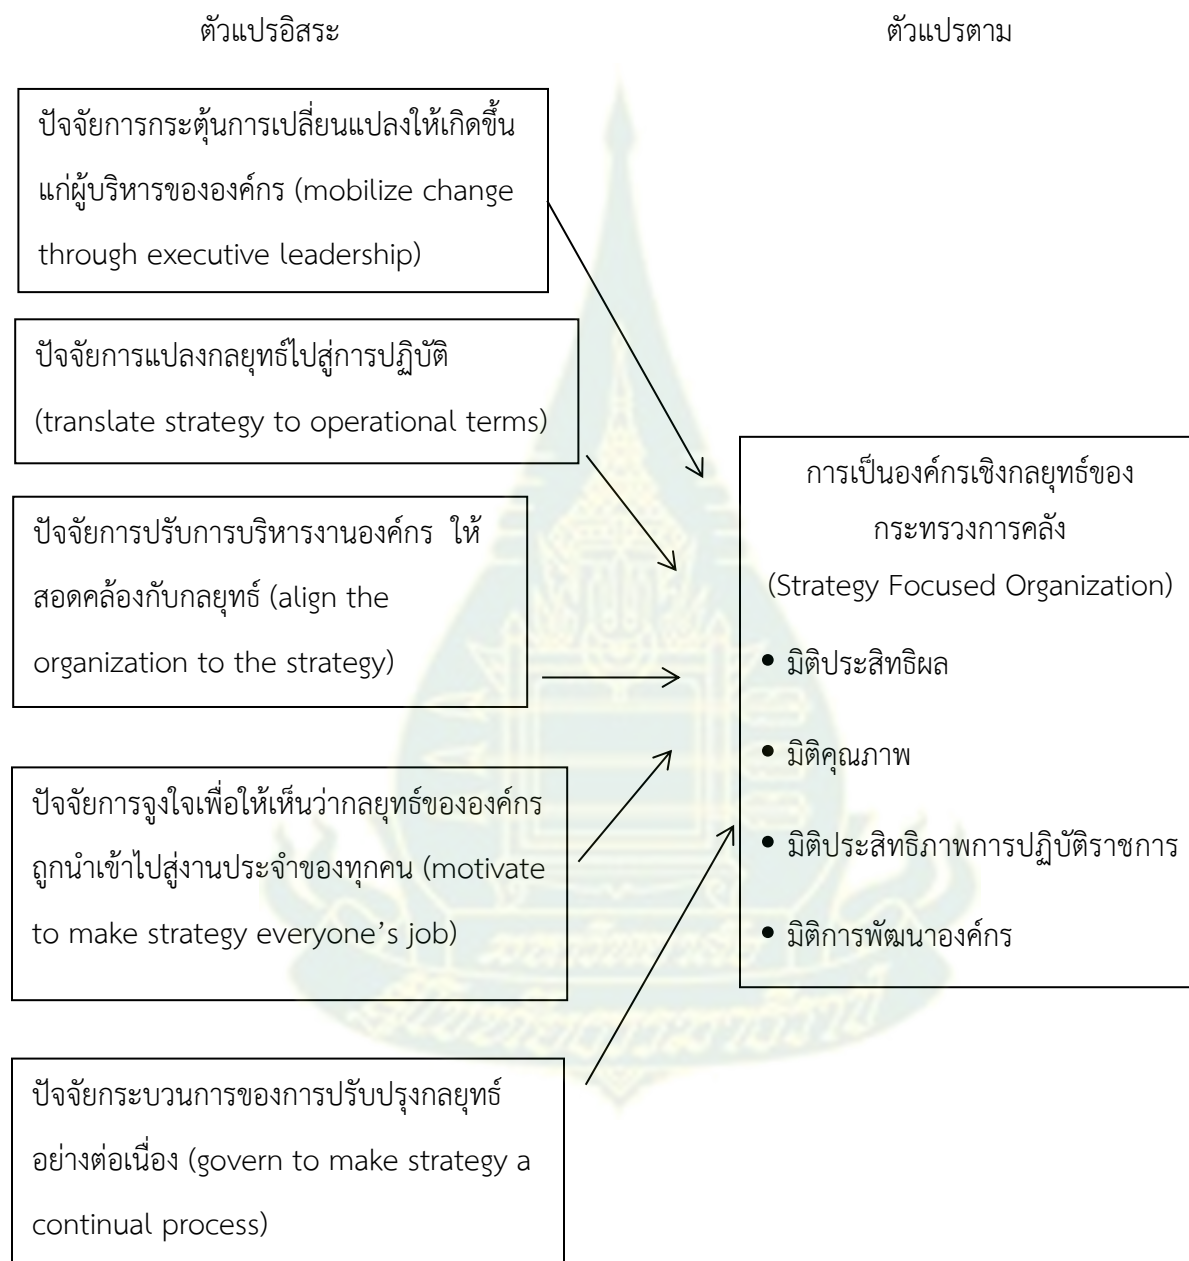 ตัวแปรอิสระ
ตัวแปรตาม
ปัจจัยการกระตุ้นการเปลี่ยนแปลงให้เกิดขึ้น
แก่ผู้บริหารขององค์กร (mobilize change
through executive leadership)
ปัจจัยการแปลงกลยุทธ์ไปสู่การปฏิบัติ
(translate strategy to operational terms)
ปัจจัยการปรับการบริหารงานองค์กร ให้
สอดคล้องกับกลยุทธ์ (align the
organization to the strategy)
ปัจจัยการจูงใจเพื่อให้เห็นว่ากลยุทธ์ขององค์กร
ถูกนำเข้าไปสู่งานประจำของทุกคน (motivate
to make strategy everyone’s job)
ปัจจัยกระบวนการของการปรับปรุงกลยุทธ์
อย่างต่อเนื่อง (govern to make strategy a
continual process)
การเป็นองค์กรเชิงกลยุทธ์ของ
กระทรวงการคลัง
(Strategy Focused Organization)
• มิติประสิทธิผล
• มิติคุณภาพ
• มิติประสิทธิภาพการปฏิบัติราชการ
• มิติการพัฒนาองค์กร